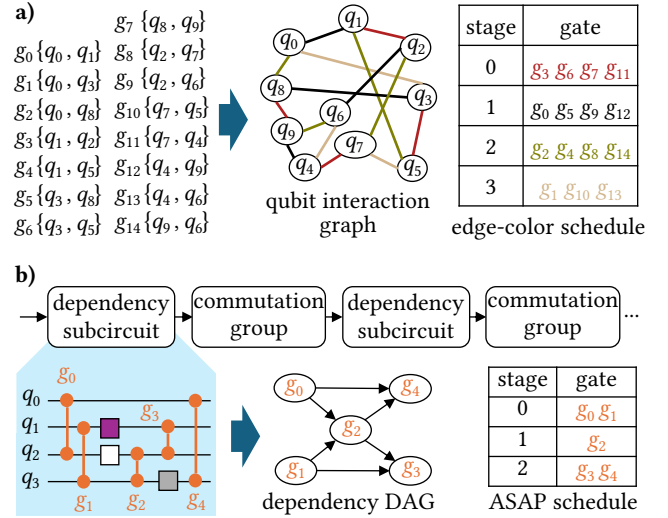 a)
g7 {q8 , q9}
g0 {q0 , q1} g8 {q2 , q7}
g1 {q0 , q3} g9 {q2 , q6}
g2 {q0 , q8} g10 {q7 , q5}
g3 {q1 , q2} g11 {q7 , q4}
g4 {q1 , q5} g12 {q4 , q9}
g5 {q3 , q8} g13 {q4 , q6}
g6 {q3 , q5} g14 {q9 , q6}
q1
q0
q2
q8
q3
q6
q9
q7
q4
q5
qubit interaction
graph
stage gate
0 g3 g6 g7 g11
1 g0 g5 g9 g12
2 g2 g4 g8 g14
3 g1 g10 g13
edge-color schedule
b)
dependency
subcircuit
commutation
group
dependency
subcircuit
commutation
group
...
g0
q0
g3
q1
q2
q3
g1 g2 g4
g0 g4
g2
g1 g3
dependency DAG
stage gate
0 g0 g1
1 g2
2 g3 g4
ASAP schedule